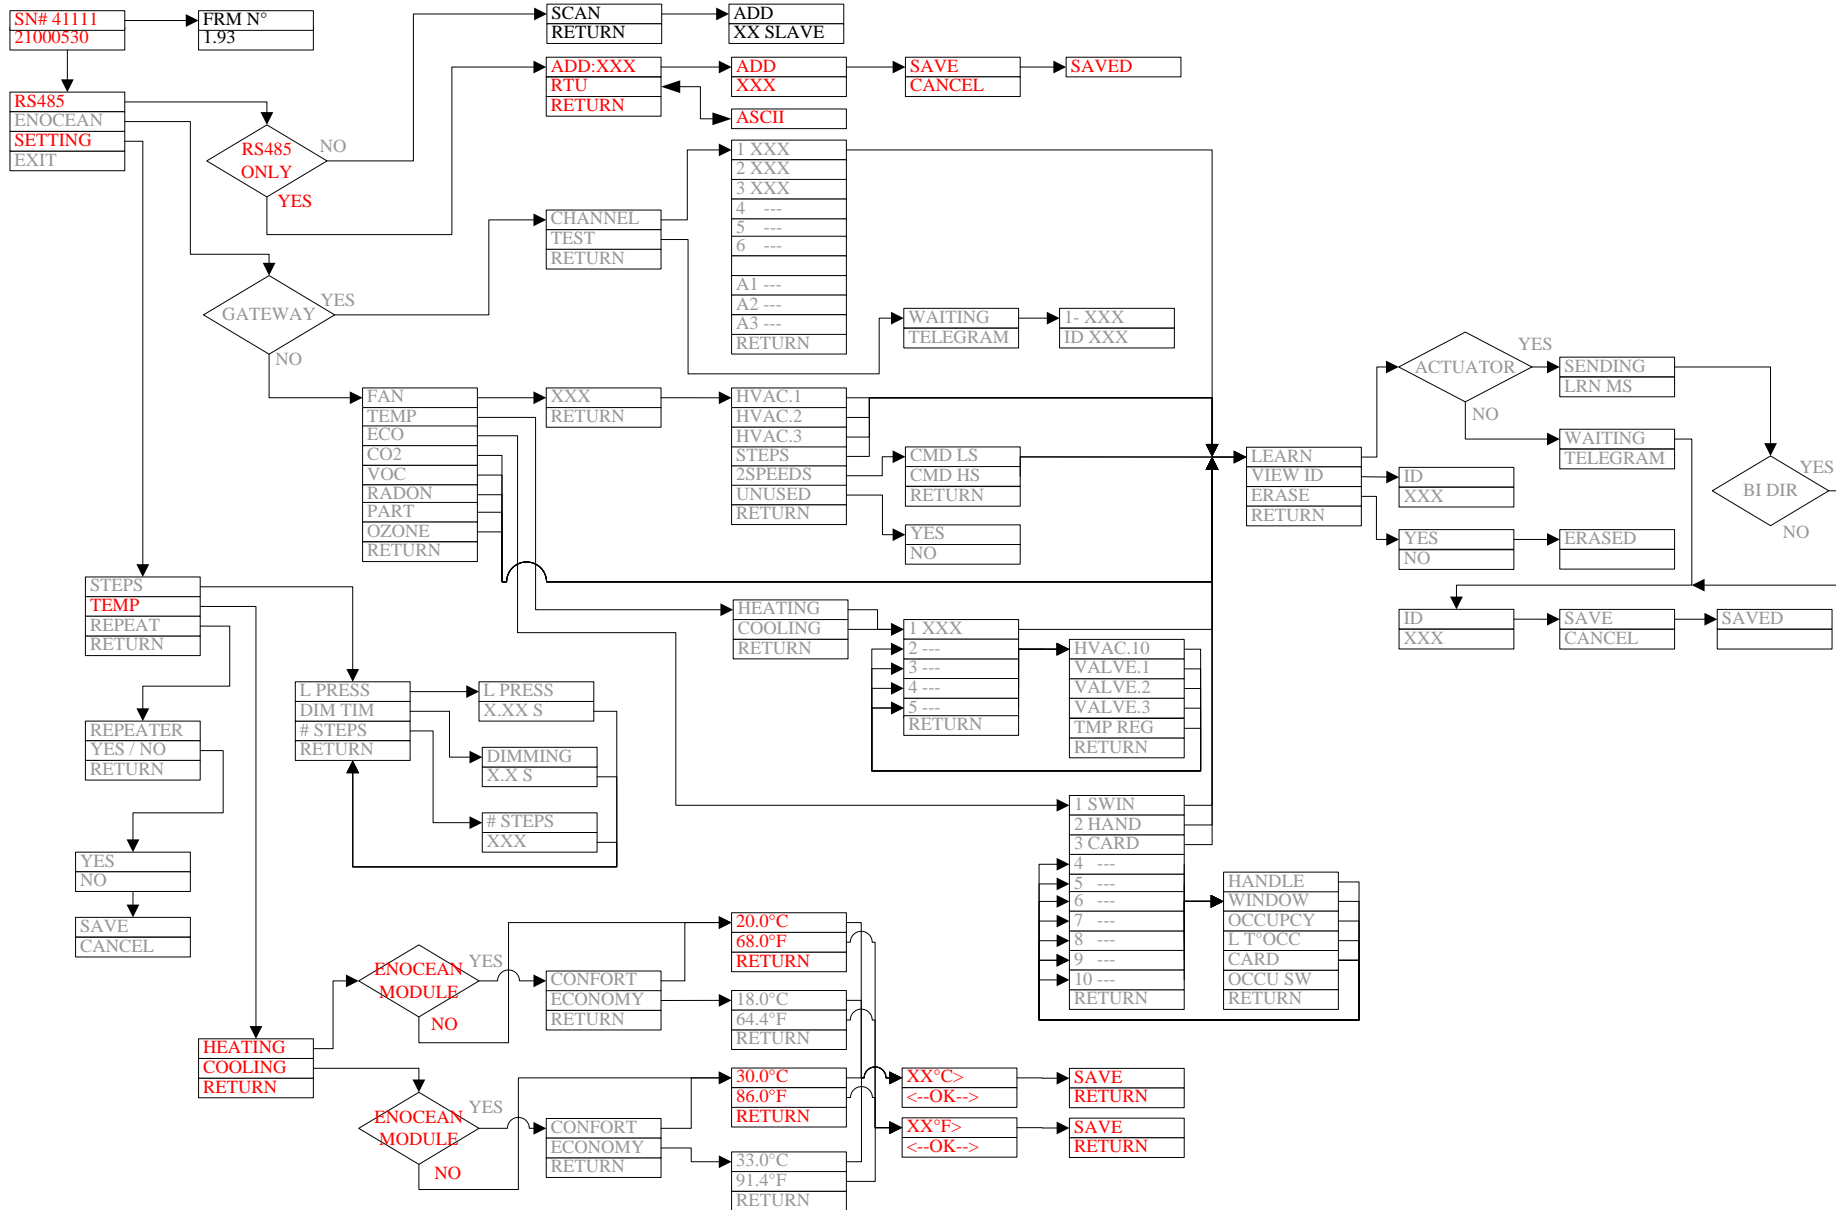 SN# 41111
21000530
FRM N°
1.93
SCAN
RETURN
ADD
XX SLAVE
RS485
ENOCEAN
SETTING
EXIT
RS485
ONLY
NO
YES
ADD:XXX
RTU
RETURN
ADD
XXX
SAVE
CANCEL
SAVED
ASCII
GATEWAY
YES
NO
CHANNEL
TEST
RETURN
1 XXX
2 XXX
3 XXX
4 ---
5 ---
6 ---
A1 ---
A2 ---
A3 ---
RETURN
WAITING
TELEGRAM
1- XXX
ID XXX
FAN
TEMP
ECO
CO2
VOC
RADON
PART
OZONE
RETURN
XXX
RETURN
HVAC.1
HVAC.2
HVAC.3
STEPS
2SPEEDS
UNUSED
RETURN
CMD LS
CMD HS
RETURN
YES
NO
LEARN
VIEW ID
ERASE
RETURN
ACTUATOR
YES
NO
SENDING
LRN MS
WAITING
TELEGRAM
ID
XXX
YES
NO
ERASED
BI DIR
YES
NO
ID
XXX
SAVE
CANCEL
SAVED
STEPS
TEMP
REPEAT
RETURN
REPEATER
YES / NO
RETURN
YES
NO
SAVE
CANCEL
L PRESS
DIM TIM
# STEPS
RETURN
L PRESS
X.XX S
DIMMING
X.X S
# STEPS
XXX
HEATING
COOLING
RETURN
1 XXX
2 ---
3 ---
4 ---
5 ---
RETURN
HVAC.10
VALVE.1
VALVE.2
VALVE.3
TMP REG
RETURN
1 SWIN
2 HAND
3 CARD
4 ---
5 ---
6 ---
7 ---
8 ---
9 ---
10 ---
RETURN
HANDLE
WINDOW
OCCUPCY
L T°OCC
CARD
OCCU SW
RETURN
HEATING
COOLING
RETURN
ENOCEAN
MODULE
YES
NO
CONFORT
ECONOMY
RETURN
20.0°C
68.0°F
RETURN
18.0°C
64.4°F
RETURN
ENOCEAN
MODULE
YES
NO
CONFORT
ECONOMY
RETURN
30.0°C
86.0°F
RETURN
33.0°C
91.4°F
RETURN
XX°C>
<--OK-->
SAVE
RETURN
XX°F>
<--OK-->
SAVE
RETURN